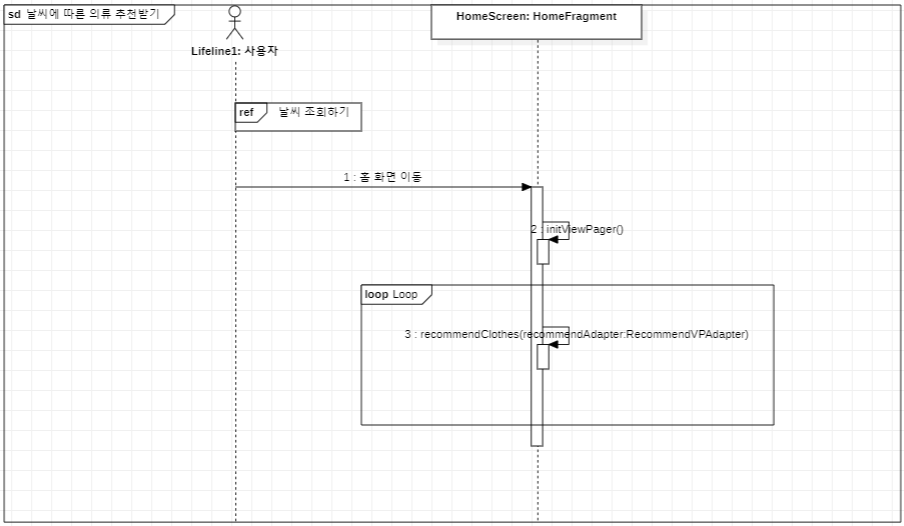 sd 날씨에 따른 의류 추천받기
HomeScreen: HomeFragment
Lifeline1: 사용자
ref 날씨 조회하기
1 : 홈 화면 이동
2 : initViewPager()
loop Loop
3 : recommendClothes(recommendAdapter:RecommendVPAdapter)